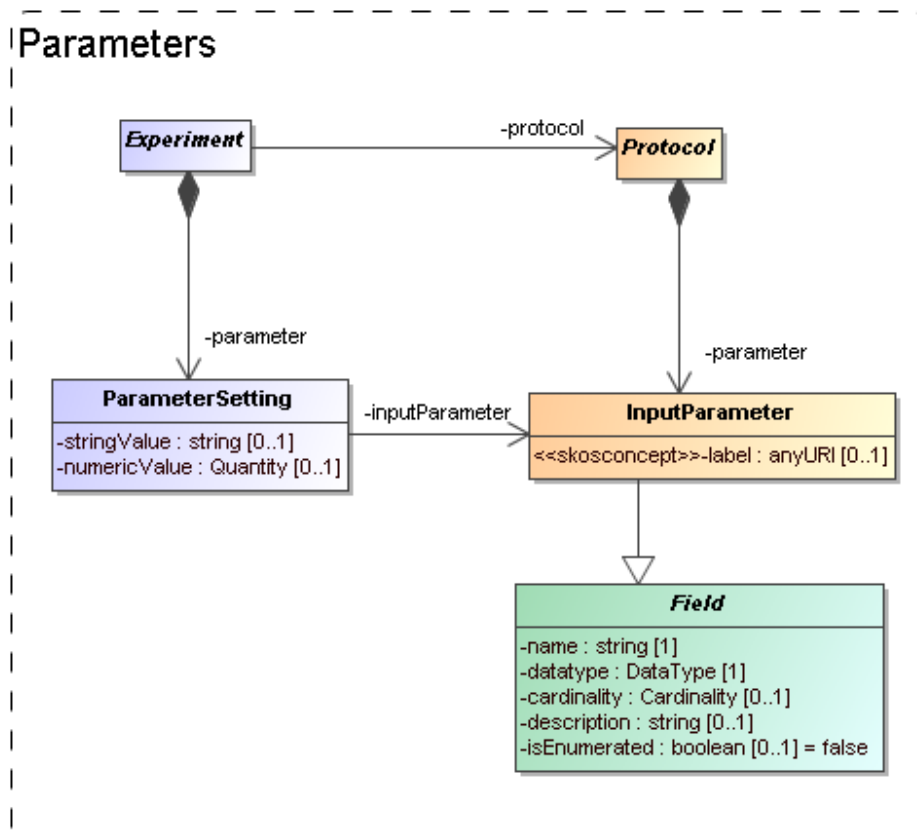 Parameters
Experiment
-protocol
Protocol
-parameter
-parameter
ParameterSetting
-stringValue : string [0..1]
-numericValue : Quantity [0..1]
-inputParameter
InputParameter
<<skosconcept>>-label : anyURI [0..1]
Field
-name : string [1]
-datatype : DataType [1]
-cardinality : Cardinality [0..1]
-description : string [0..1]
-isEnumerated : boolean [0..1] = false